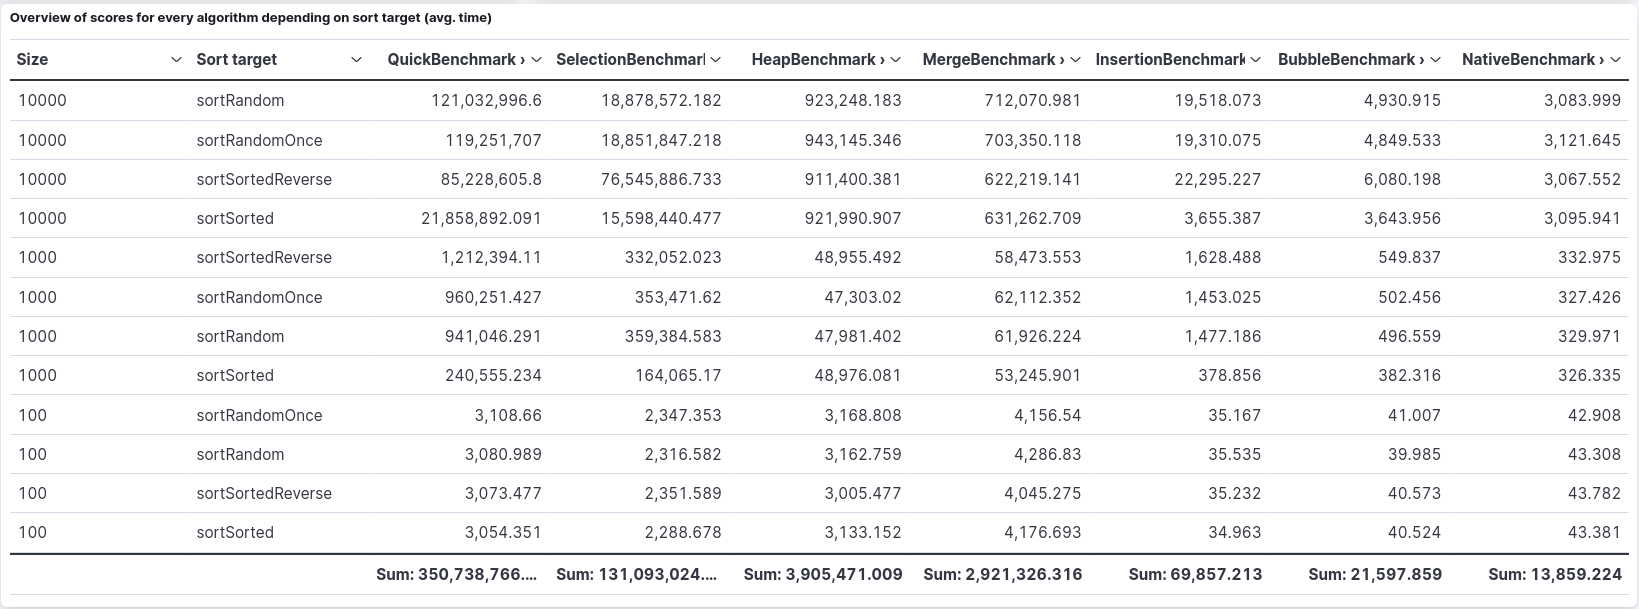 Overview of scores for every algorithm depending on sort target (avg. time)
Size Sort target QuickBenchmark › SelectionBenchmar HeapBenchmark › MergeBenchmark › InsertionBenchmark BubbleBenchmark › NativeBenchmark ›
10000 sortRandom 121,032,996.6 18,878,572.182 923,248.183 712,070.981 19,518.073 4,930.915 3,083.999
10000 sortRandomOnce 119,251,707 18,851,847.218 943,145.346 703,350.118 19,310.075 4,849.533 3,121.645
10000 sortSortedReverse 85,228,605.8 76,545,886.733 911,400.381 622,219.141 22,295.227 6,080.198 3,067.552
10000 sortSorted 21,858,892.091 15,598,440.477 921,990.907 631,262.709 3,655.387 3,643.956 3,095.941
1000 sortSortedReverse 1,212,394.11 332,052.023 48,955.492 58,473.553 1,628.488 549.837 332.975
1000 sortRandomOnce 960,251.427 353,471.62 47,303.02 62,112.352 1,453.025 502.456 327.426
1000 sortRandom 941,046.291 359,384.583 47,981.402 61,926.224 1,477.186 496.559 329.971
1000 sortSorted 240,555.234 164,065.17 48,976.081 53,245.901 378.856 382.316 326.335
100 sortRandomOnce 3,108.66 2,347.353 3,168.808 4,156.54 35.167 41.007 42.908
100 sortRandom 3,080.989 2,316.582 3,162.759 4,286.83 35.535 39.985 43.308
100 sortSortedReverse 3,073.477 2,351.589 3,005.477 4,045.275 35.232 40.573 43.782
100 sortSorted 3,054.351 2,288.678 3,133.152 4,176.693 34.963 40.524 43.381
Sum: 350,738,766.… Sum: 131,093,024.… Sum: 3,905,471.009 Sum: 2,921,326.316 Sum: 69,857.213 Sum: 21,597.859 Sum: 13,859.224